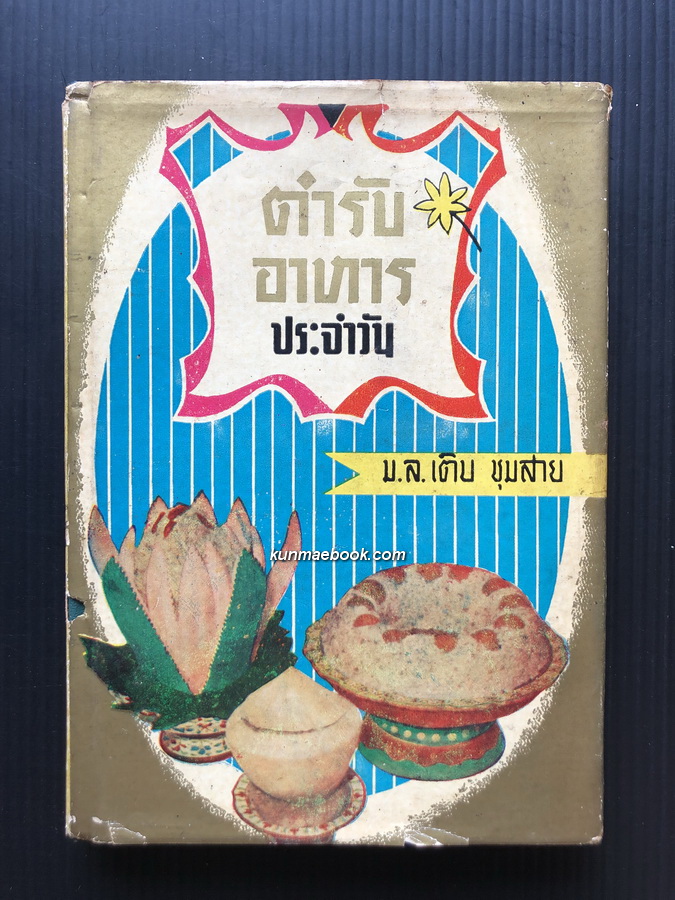 ตำรับ
อาหาร
ประจำวัน
ม.ล.เติบ ชุมสาย
kunmaebook.com